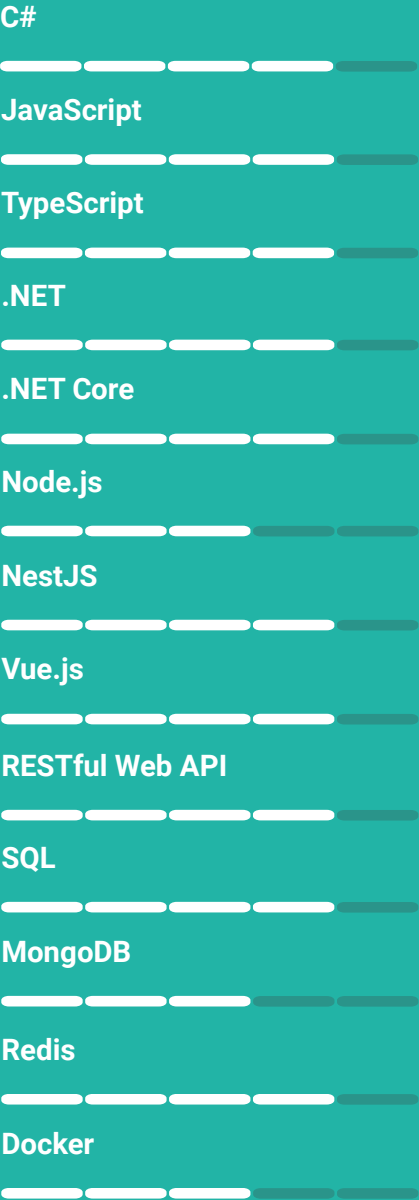 C#
JavaScript
TypeScript
.NET
.NET Core
Node.js
NestJS
Vue.js
RESTful Web API
SQL
MongoDB
Redis
Docker